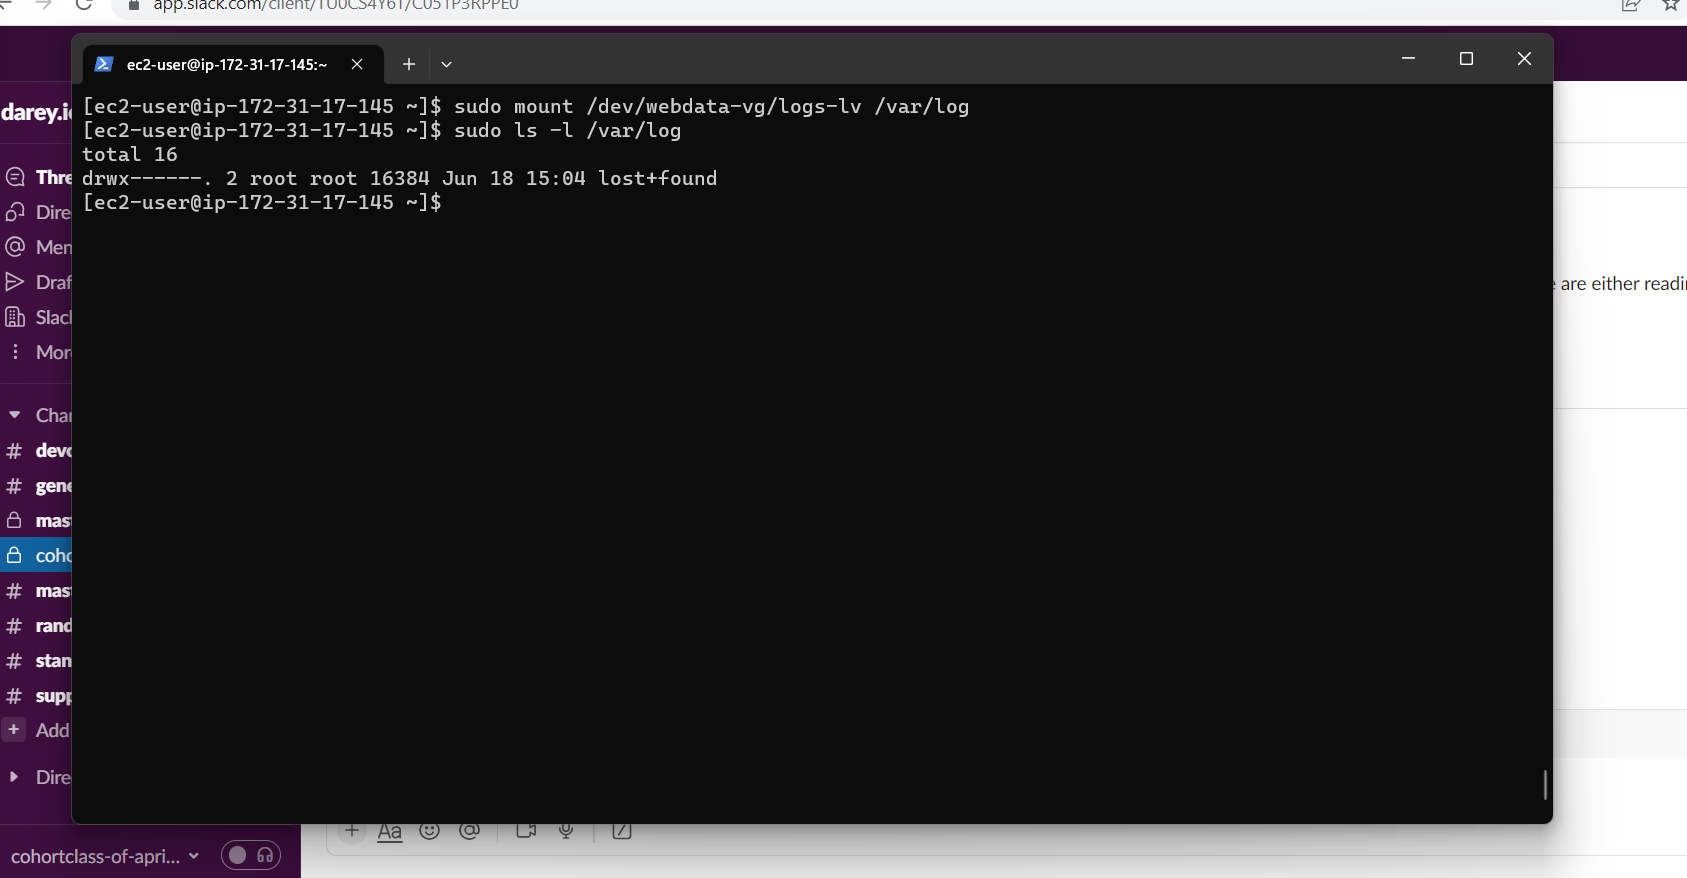 app.slack.com/client/
ec2-user@ip-172-31-17-145:~
[ec2-user@ip-172-31-17-145 ~]$ sudo mount /dev/webdata-vg/logs-lv /var/log
[ec2-user@ip-172-31-17-145 ~]$ sudo ls -l /var/log
total 16
drwx------. 2 root root 16384 Jun 18 15:04 lost+found
[ec2-user@ip-172-31-17-145 ~]$
darey.i
Thre
Dire
Men
Draf
Slac
Mor
Cha
# dev
# gene
mas
coho
# mas
# rand
# stan
# supp
+ Add
Dire
are either readi
Aa
cohortclass-of-apri...